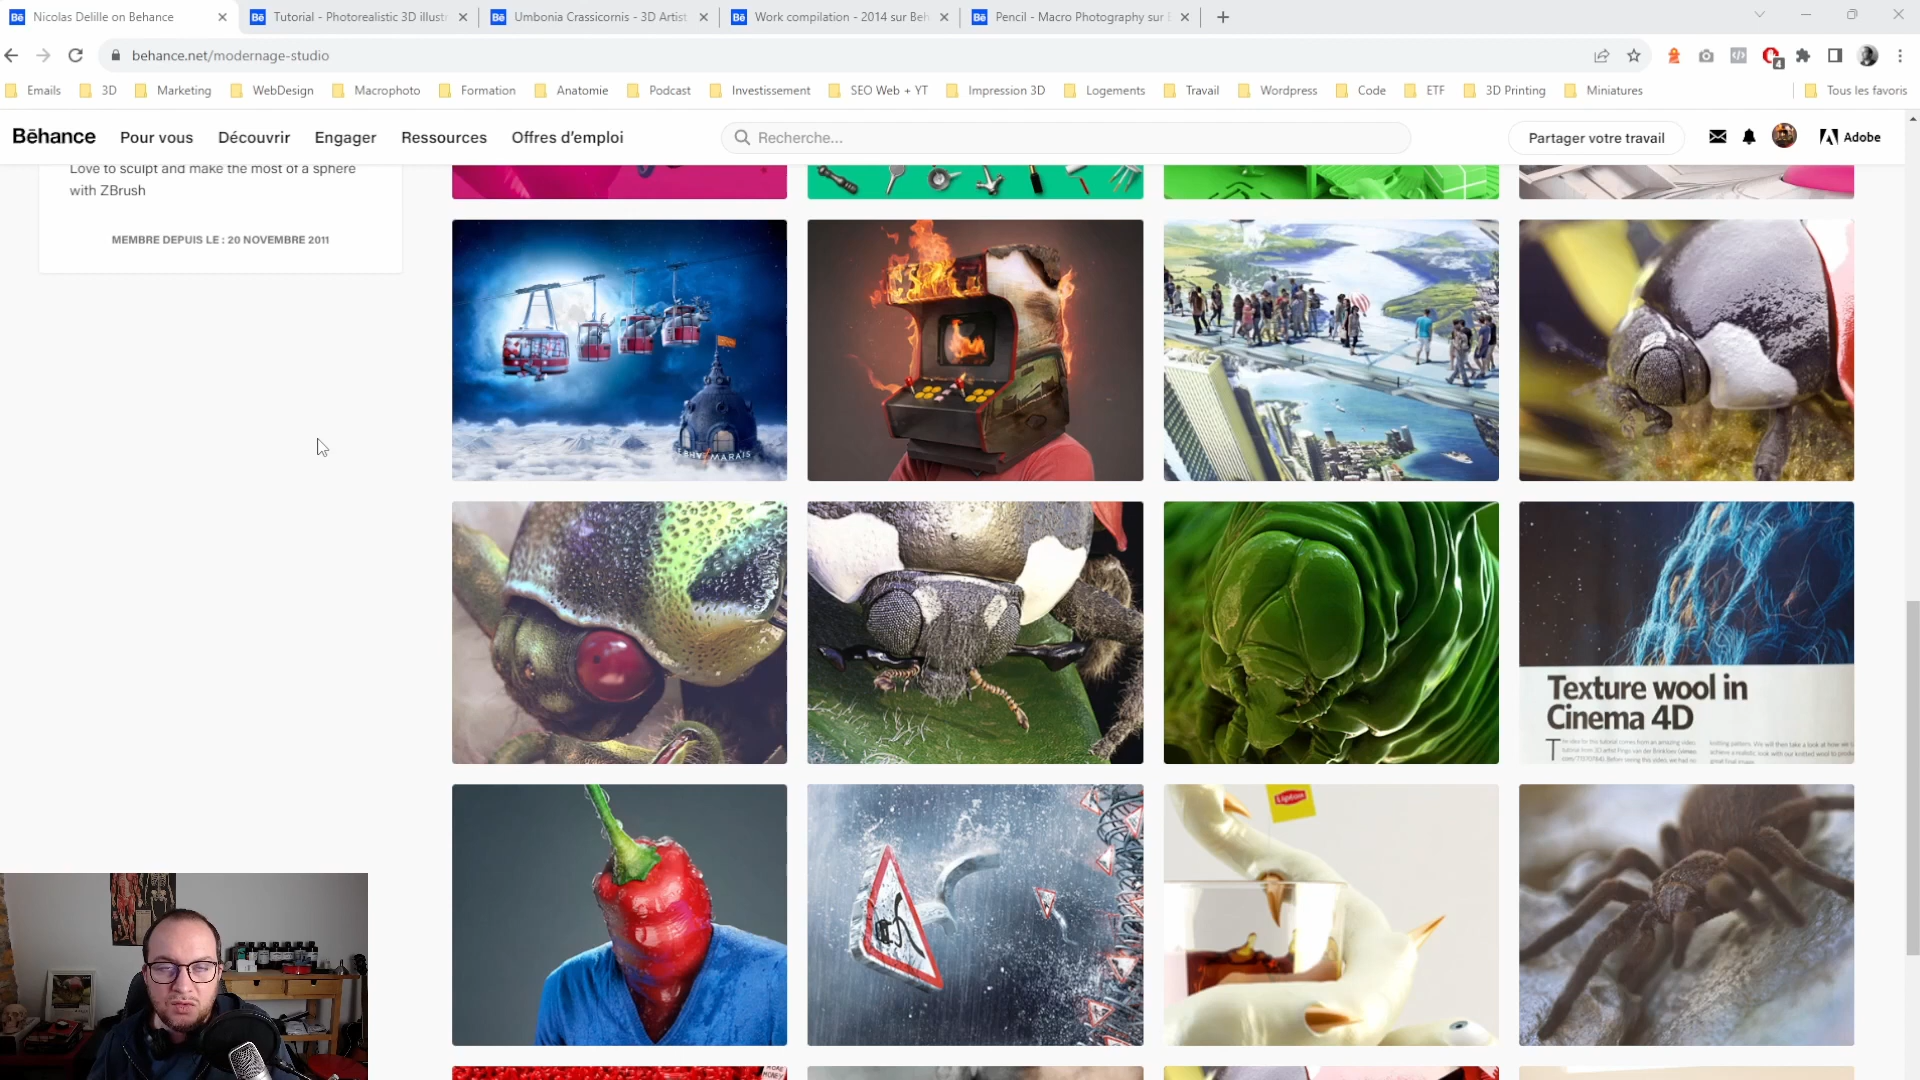 Nicolas Delille on Behance
Tutorial - Photorealistic 3D illustr
Umbonia Crassicornis - 3D Artist
Work compilation - 2014 sur Beh
Pencil - Macro Photography sur
behance.net/modernage-studio
4
Emails
3D
Marketing
WebDesign
Macrophoto
Formation
Anatomie
Podcast
Investissement
SEO Web + YT
Impression 3D
Logements
Travail
Wordpress
Code
ETF
3D Printing
Miniatures
Tous les favoris
Bēhance
Pour vous
Découvrir
Engager
Ressources
Offres d’emploi
Recherche...
Partager votre travail
Adobe
Love to sculpt and make the most of a sphere
with ZBrush
MEMBRE DEPUIS LE : 20 NOVEMBRE 2011
MARAIS
Texture wool in
Cinema 4D
Lipton